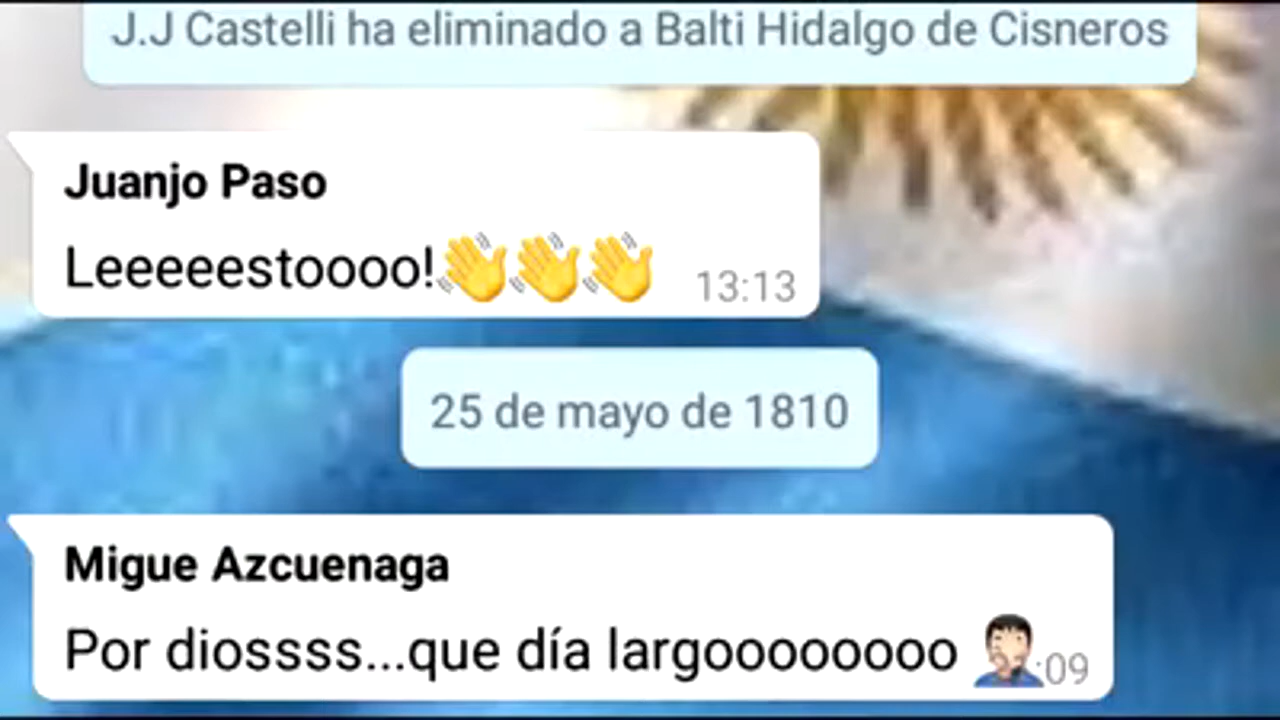 J.J Castelli ha eliminado a Balti Hidalgo de Cisneros
Juanjo Paso
Leeeeestoooo!👋👋👋 13:13
25 de mayo de 1810
Migue Azcuenaga
Por diossss...que día largoooooooo 🤦🏻‍♂️ :09